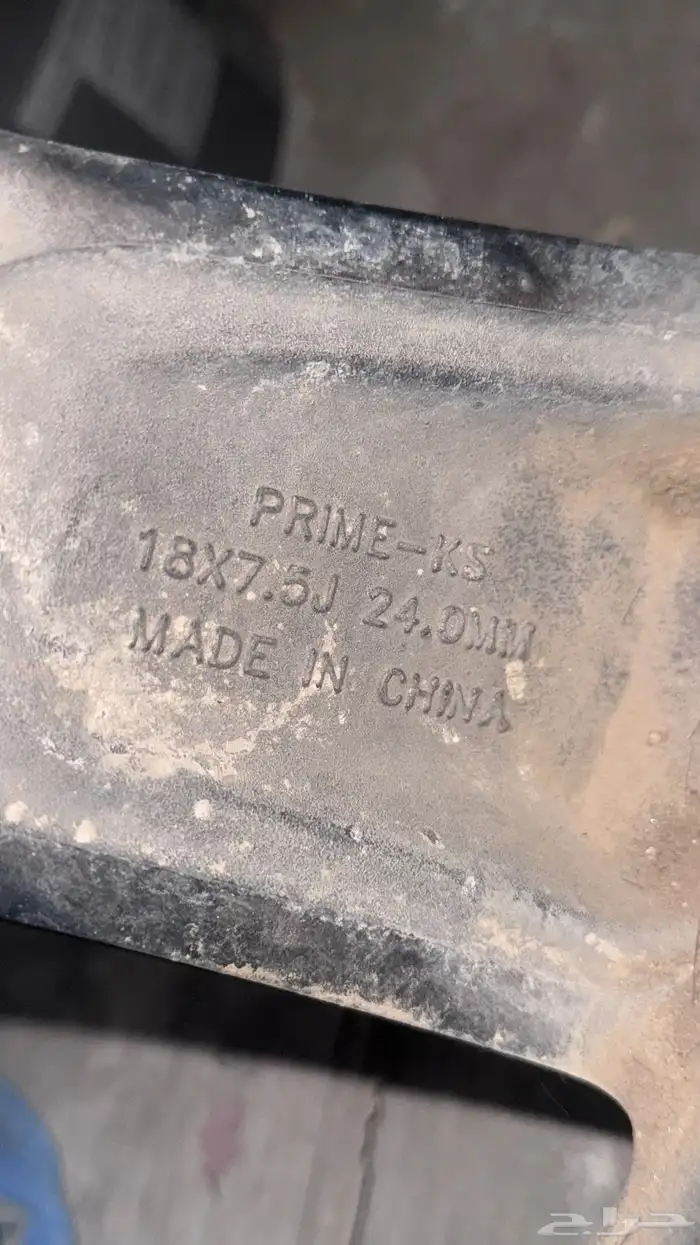 PRIME-KS
18X7.5J 24.0MM
MADE IN CHINA
حراج